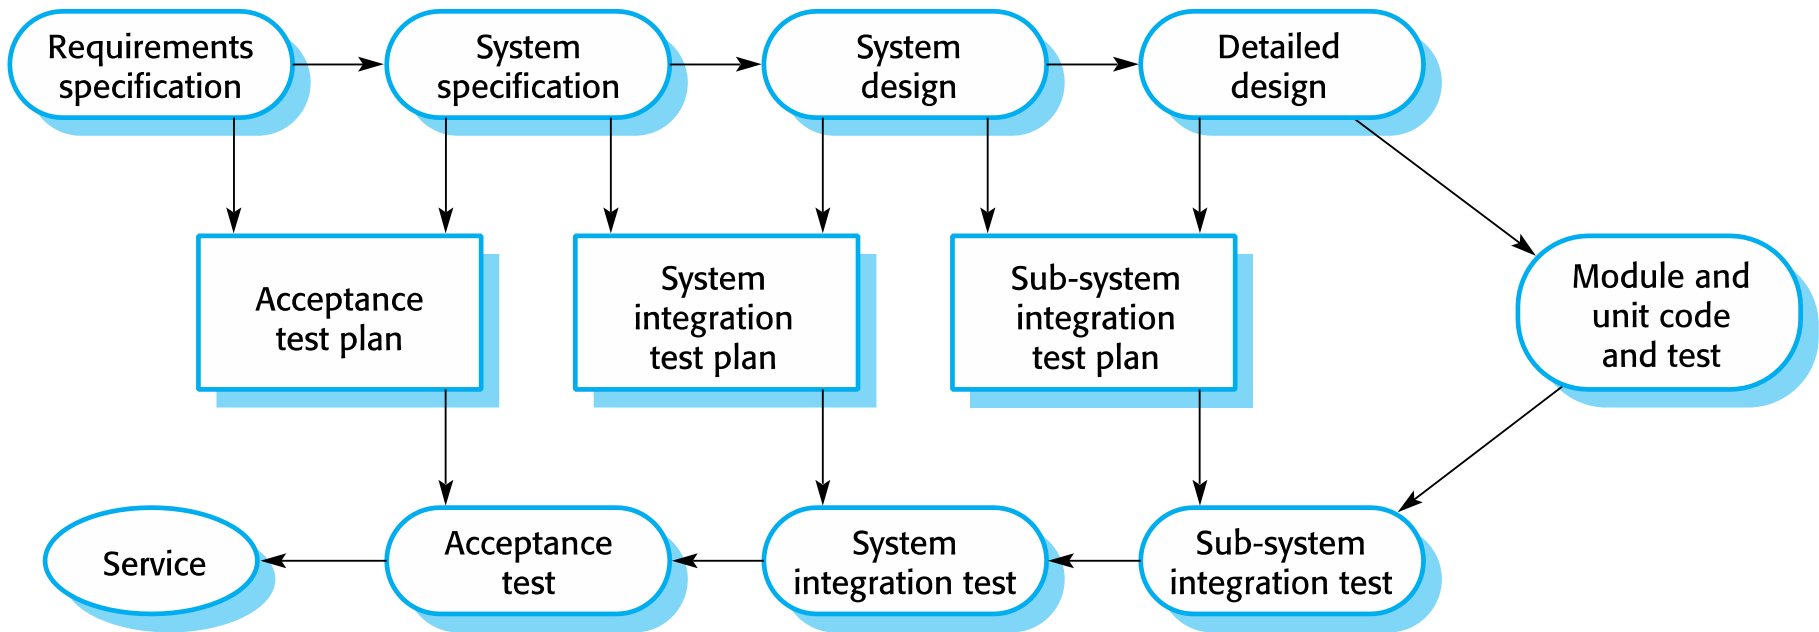 Requirements
specification
System
specification
System
design
Detailed
design
Acceptance
test plan
System
integration
test plan
Sub-system
integration
test plan
Module and
unit code
and test
Service
Acceptance
test
System
integration test
Sub-system
integration test